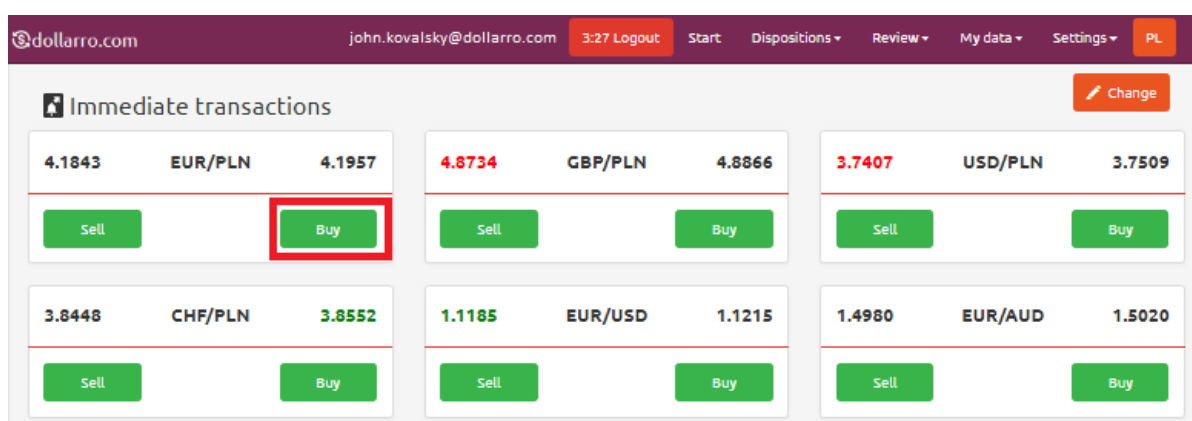 dollarro.com john.kovalsky@dollarro.com 3:27 Logout Start Dispositions Review My data Settings PL
Immediate transactions Change
4.1843 EUR/PLN 4.1957 4.8734 GBP/PLN 4.8866 3.7407 USD/PLN 3.7509
Sell Buy Sell Buy Sell Buy
3.8448 CHF/PLN 3.8552 1.1185 EUR/USD 1.1215 1.4980 EUR/AUD 1.5020
Sell Buy Sell Buy Sell Buy